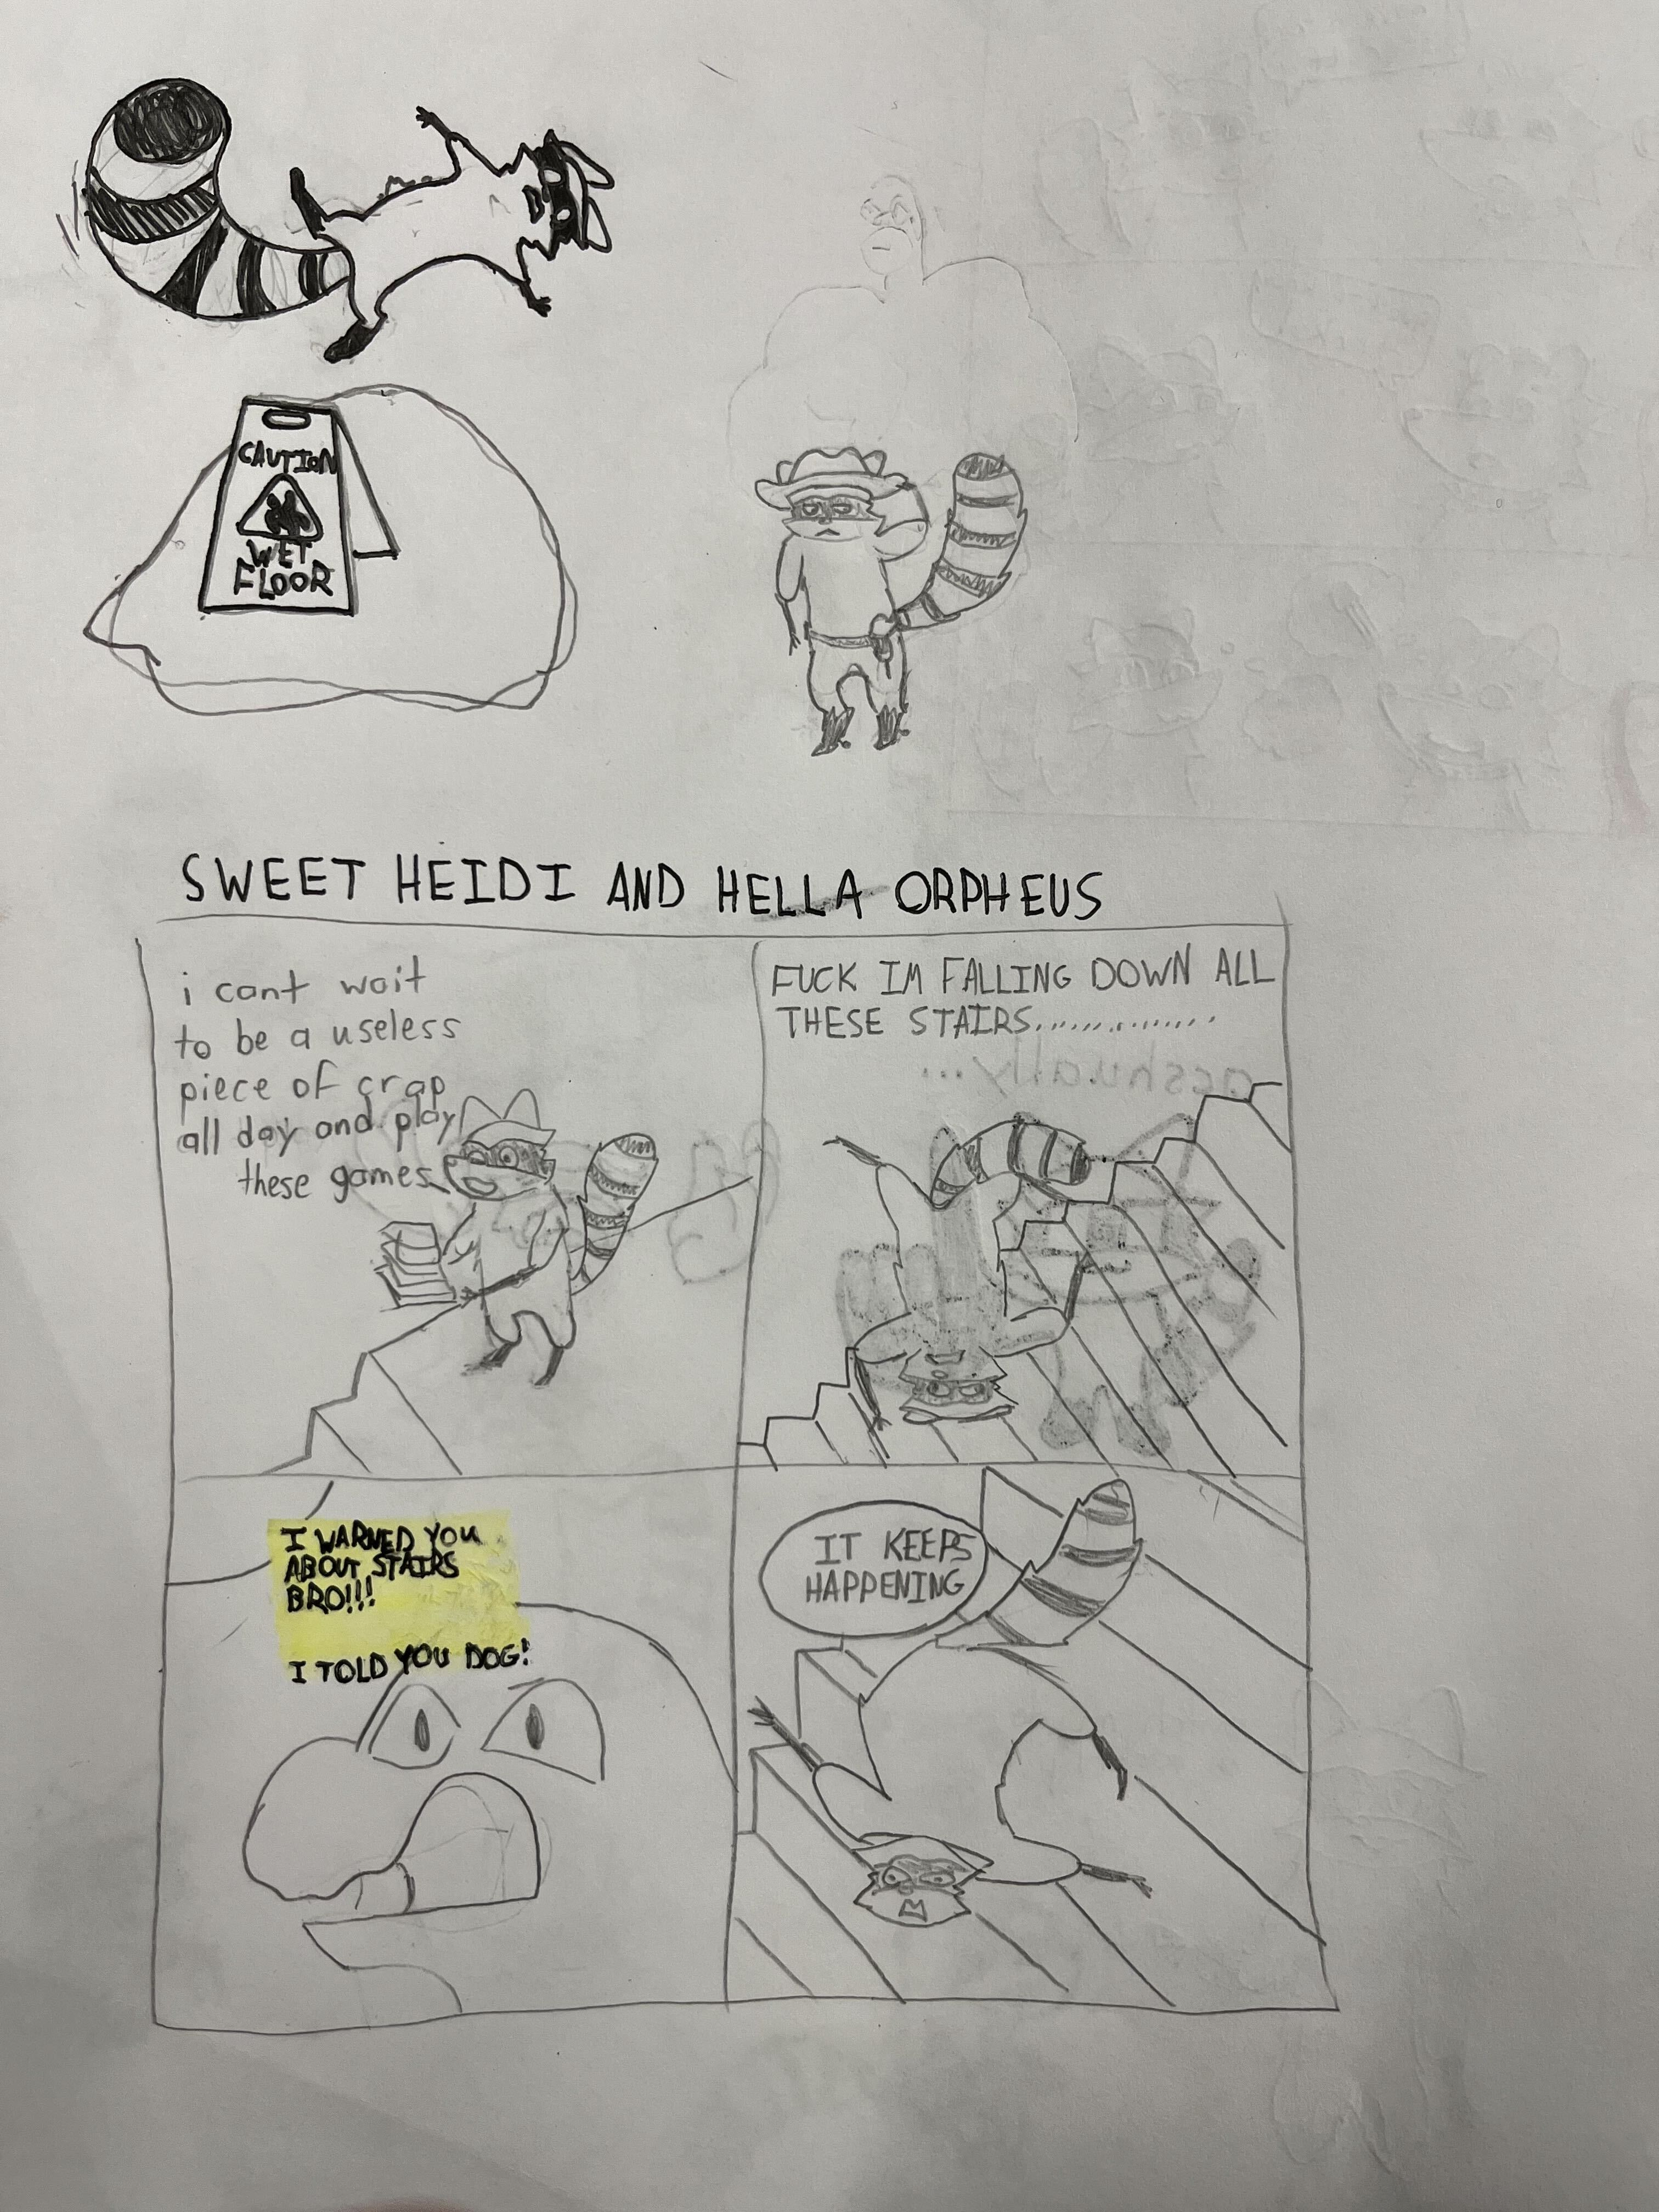 CAUTION
WET
FLOOR
SWEET HEIDI AND HELLA ORPHEUS
i cant wait
to be a useless
piece of crap
all day and play
these games
FUCK IM FALLING DOWN ALL
THESE STAIRS...............
acshually...
I WARNED YOU
ABOUT STAIRS
BRO!!!
I TOLD YOU DOG!
IT KEEPS
HAPPENING